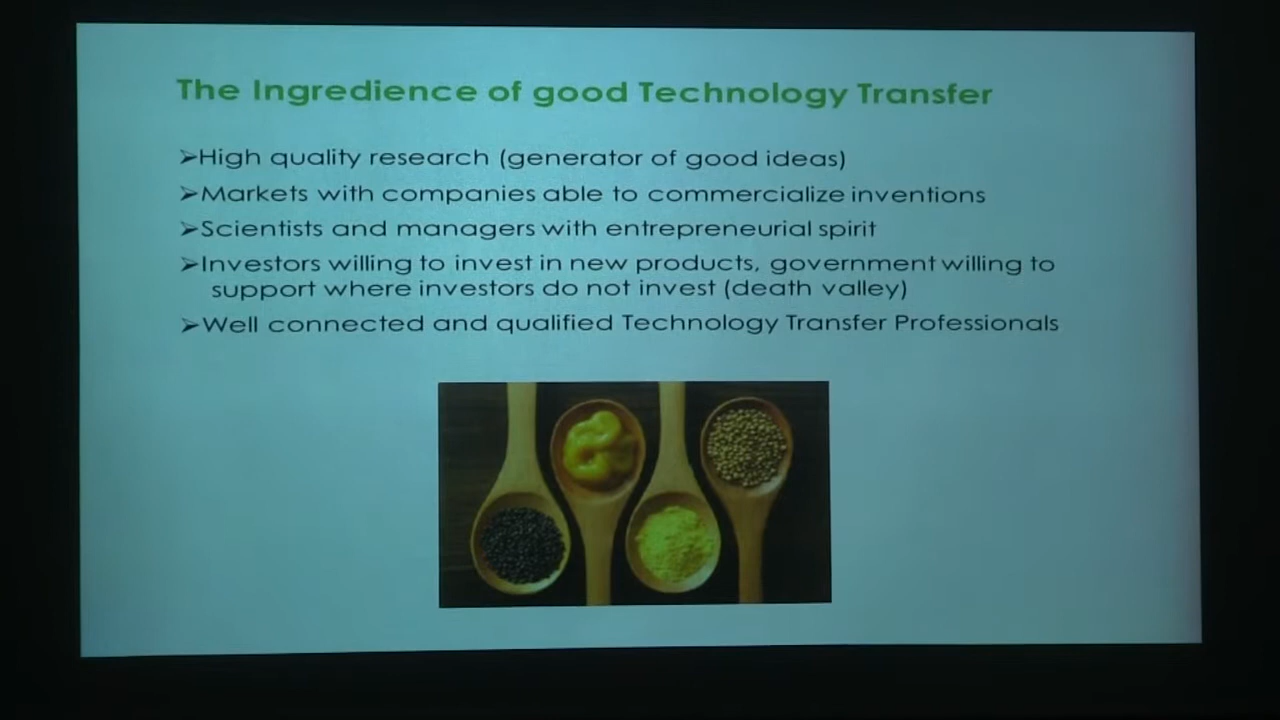 The Ingredience of good Technology Transfer
➢High quality research (generator of good ideas)
➢Markets with companies able to commercialize inventions
➢Scientists and managers with entrepreneurial spirit
➢Investors willing to invest in new products, government willing to
support where investors do not invest (death valley)
➢Well connected and qualified Technology Transfer Professionals